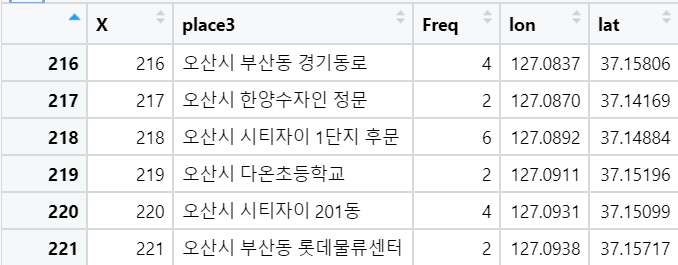 X place3 Freq lon lat
216 216 오산시 부산동 경기동로 4 127.0837 37.15806
217 217 오산시 한양수자인 정문 2 127.0870 37.14169
218 218 오산시 시티자이 1단지 후문 6 127.0892 37.14884
219 219 오산시 다온초등학교 2 127.0911 37.15196
220 220 오산시 시티자이 201동 4 127.0931 37.15099
221 221 오산시 부산동 롯데물류센터 2 127.0938 37.15717